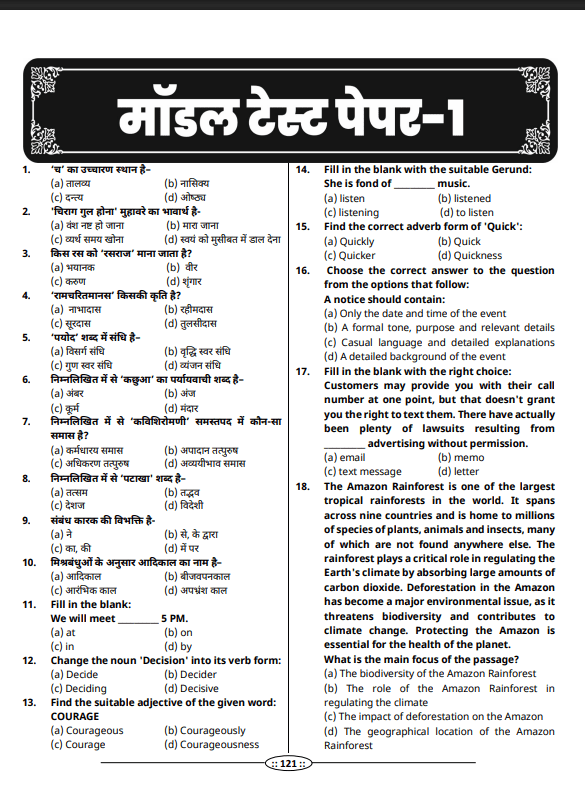 मॉडल टेस्ट पेपर-1
1. ‘च’ का उच्चारण स्थान है–
(a) तालव्य (b) नासिक्य
(c) दन्त्य (d) ओष्ठ्य
2. 'चिराग गुल होना' मुहावरे का भावार्थ है-
(a) वंश नष्ट हो जाना (b) मारा जाना
(c) व्यर्थ समय खोना (d) स्वयं को मुसीबत में डाल देना
3. किस रस को ‘रसराज’ माना जाता है?
(a) भयानक (b) वीर
(c) करुण (d) शृंगार
4. ‘रामचरितमानस’ किसकी कृति है?
(a) नाभादास (b) रहीमदास
(c) सूरदास (d) तुलसीदास
5. ‘पयोद’ शब्द में संधि है–
(a) विसर्ग संधि (b) वृद्धि स्वर संधि
(c) गुण स्वर संधि (d) व्यंजन संधि
6. निम्नलिखित में से ‘कछुआ’ का पर्यायवाची शब्द है–
(a) अंबर (b) अंज
(c) कूर्म (d) मंदार
7. निम्नलिखित में से ‘कविशिरोमणी’ समस्तपद में कौन-सा
समास है?
(a) कर्मधारय समास (b) अपादान तत्पुरुष
(c) अधिकरण तत्पुरुष (d) अव्ययीभाव समास
8. निम्नलिखित में से 'पटाखा' शब्द है–
(a) तत्सम (b) तद्भव
(c) देशज (d) विदेशी
9. संबंध कारक की विभक्ति है-
(a) ने (b) से, के द्वारा
(c) का, की (d) में पर
10. मिश्रबंधुओं के अनुसार आदिकाल का नाम है–
(a) आदिकाल (b) बीजवपनकाल
(c) आरंभिक काल (d) अपभ्रंश काल
11. Fill in the blank:
We will meet ________ 5 PM.
(a) at (b) on
(c) in (d) by
12. Change the noun 'Decision' into its verb form:
(a) Decide (b) Decider
(c) Deciding (d) Decisive
13. Find the suitable adjective of the given word:
COURAGE
(a) Courageous (b) Courageously
(c) Courage (d) Courageousness
14. Fill in the blank with the suitable Gerund:
She is fond of ________ music.
(a) listen (b) listened
(c) listening (d) to listen
15. Find the correct adverb form of 'Quick':
(a) Quickly (b) Quick
(c) Quicker (d) Quickness
16. Choose the correct answer to the question
from the options that follow:
A notice should contain:
(a) Only the date and time of the event
(b) A formal tone, purpose and relevant details
(c) Casual language and detailed explanations
(d) A detailed background of the event
17. Fill in the blank with the right choice:
Customers may provide you with their call
number at one point, but that doesn't grant
you the right to text them. There have actually
been plenty of lawsuits resulting from
________ advertising without permission.
(a) email (b) memo
(c) text message (d) letter
18. The Amazon Rainforest is one of the largest
tropical rainforests in the world. It spans
across nine countries and is home to millions
of species of plants, animals and insects, many
of which are not found anywhere else. The
rainforest plays a critical role in regulating the
Earth's climate by absorbing large amounts of
carbon dioxide. Deforestation in the Amazon
has become a major environmental issue, as it
threatens biodiversity and contributes to
climate change. Protecting the Amazon is
essential for the health of the planet.
What is the main focus of the passage?
(a) The biodiversity of the Amazon Rainforest
(b) The role of the Amazon Rainforest in
regulating the climate
(c) The impact of deforestation on the Amazon
(d) The geographical location of the Amazon
Rainforest
:: 121 ::